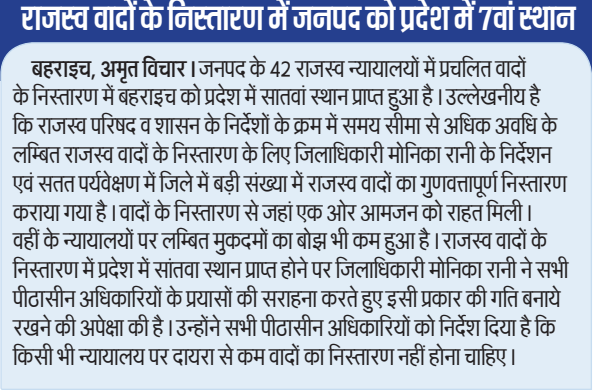 राजस्व वादों के निस्तारण में जनपद को प्रदेश में 7वां स्थान
बहराइच, अमृत विचार। जनपद के 42 राजस्व न्यायालयों में प्रचलित वादों
के निस्तारण में बहराइच को प्रदेश में सातवां स्थान प्राप्त हुआ है। उल्लेखनीय है
कि राजस्व परिषद व शासन के निर्देशों के क्रम में समय सीमा से अधिक अवधि के
लम्बित राजस्व वादों के निस्तारण के लिए जिलाधिकारी मोनिका रानी के निर्देशन
एवं सतत पर्यवेक्षण में जिले में बड़ी संख्या में राजस्व वादों का गुणवत्तापूर्ण निस्तारण
कराया गया है। वादों के निस्तारण से जहां एक ओर आमजन को राहत मिली।
वहीं के न्यायालयों पर लम्बित मुकदमों का बोझ भी कम हुआ है। राजस्व वादों के
निस्तारण में प्रदेश में सांतवा स्थान प्राप्त होने पर जिलाधिकारी मोनिका रानी ने सभी
पीठासीन अधिकारियों के प्रयासों की सराहना करते हुए इसी प्रकार की गति बनाये
रखने की अपेक्षा की है। उन्होंने सभी पीठासीन अधिकारियों को निर्देश दिया है कि
किसी भी न्यायालय पर दायरा से कम वादों का निस्तारण नहीं होना चाहिए।